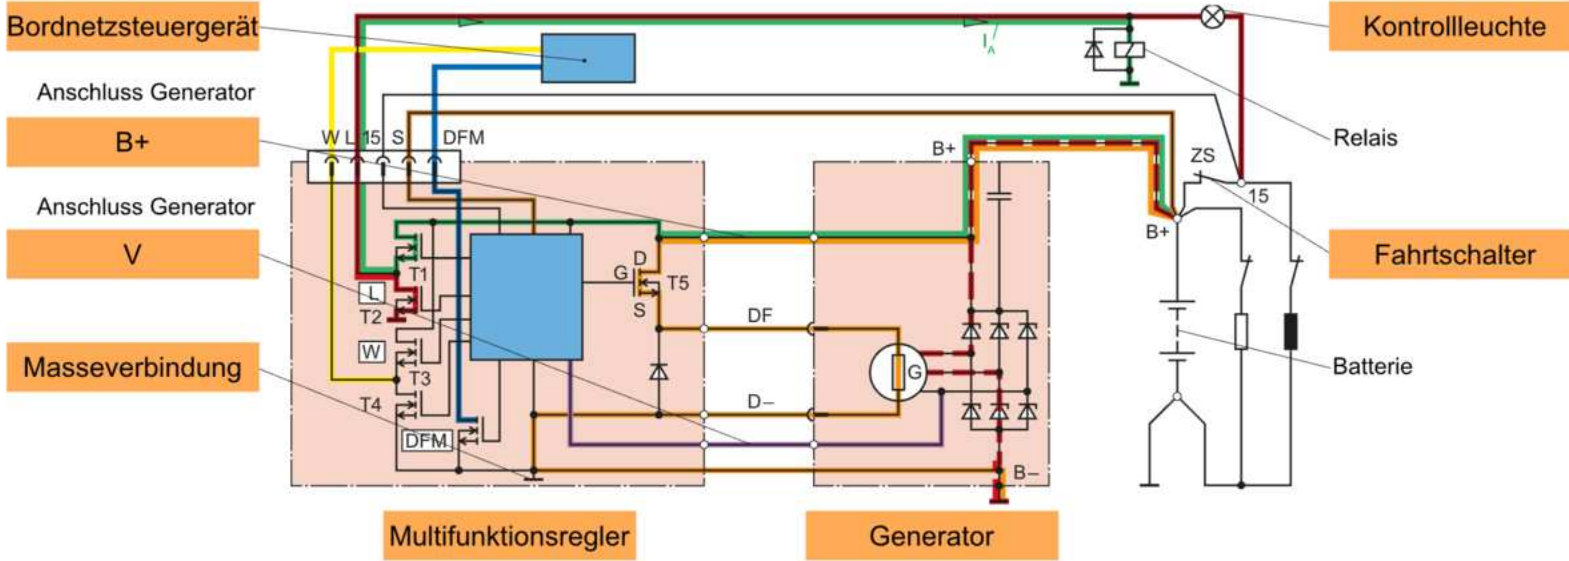 Bordnetzsteuergerät
Kontrollleuchte
I_A
Anschluss Generator
B+
W L 15 S DFM
B+
Relais
ZS
15
Anschluss Generator
V
B+
Fahrtschalter
D
G
T5
S
T1
L
T2
DF
Masseverbindung
W
T3
G
Batterie
T4
D–
DFM
B–
Multifunktionsregler
Generator